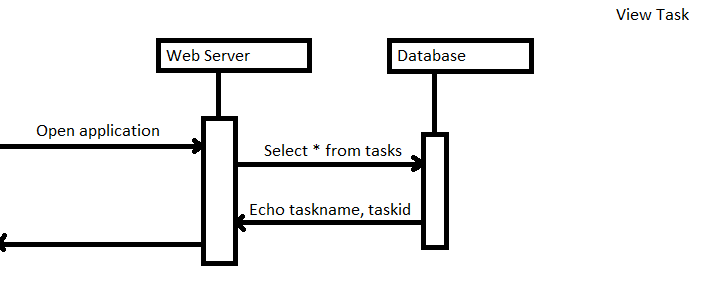 View Task
Web Server
Database
Open application
Select * from tasks
Echo taskname, taskid